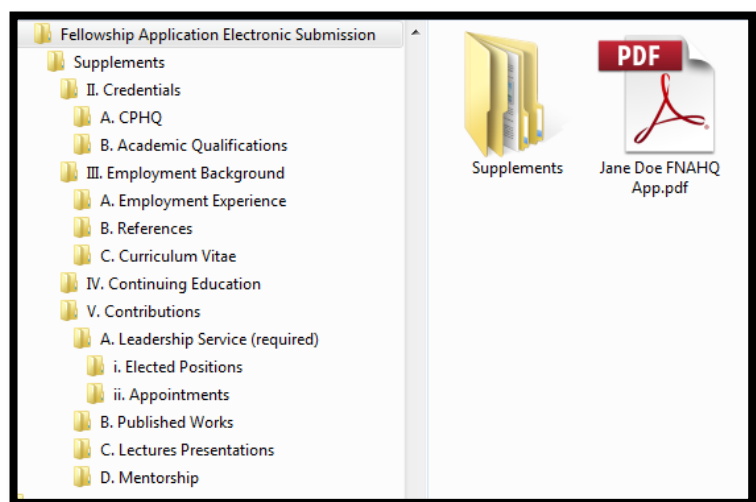 Fellowship Application Electronic Submission
Supplements
II. Credentials
A. CPHQ
B. Academic Qualifications
III. Employment Background
A. Employment Experience
B. References
C. Curriculum Vitae
IV. Continuing Education
V. Contributions
A. Leadership Service (required)
i. Elected Positions
ii. Appointments
B. Published Works
C. Lectures Presentations
D. Mentorship
PDF
Supplements
Jane Doe FNAHQ
App.pdf